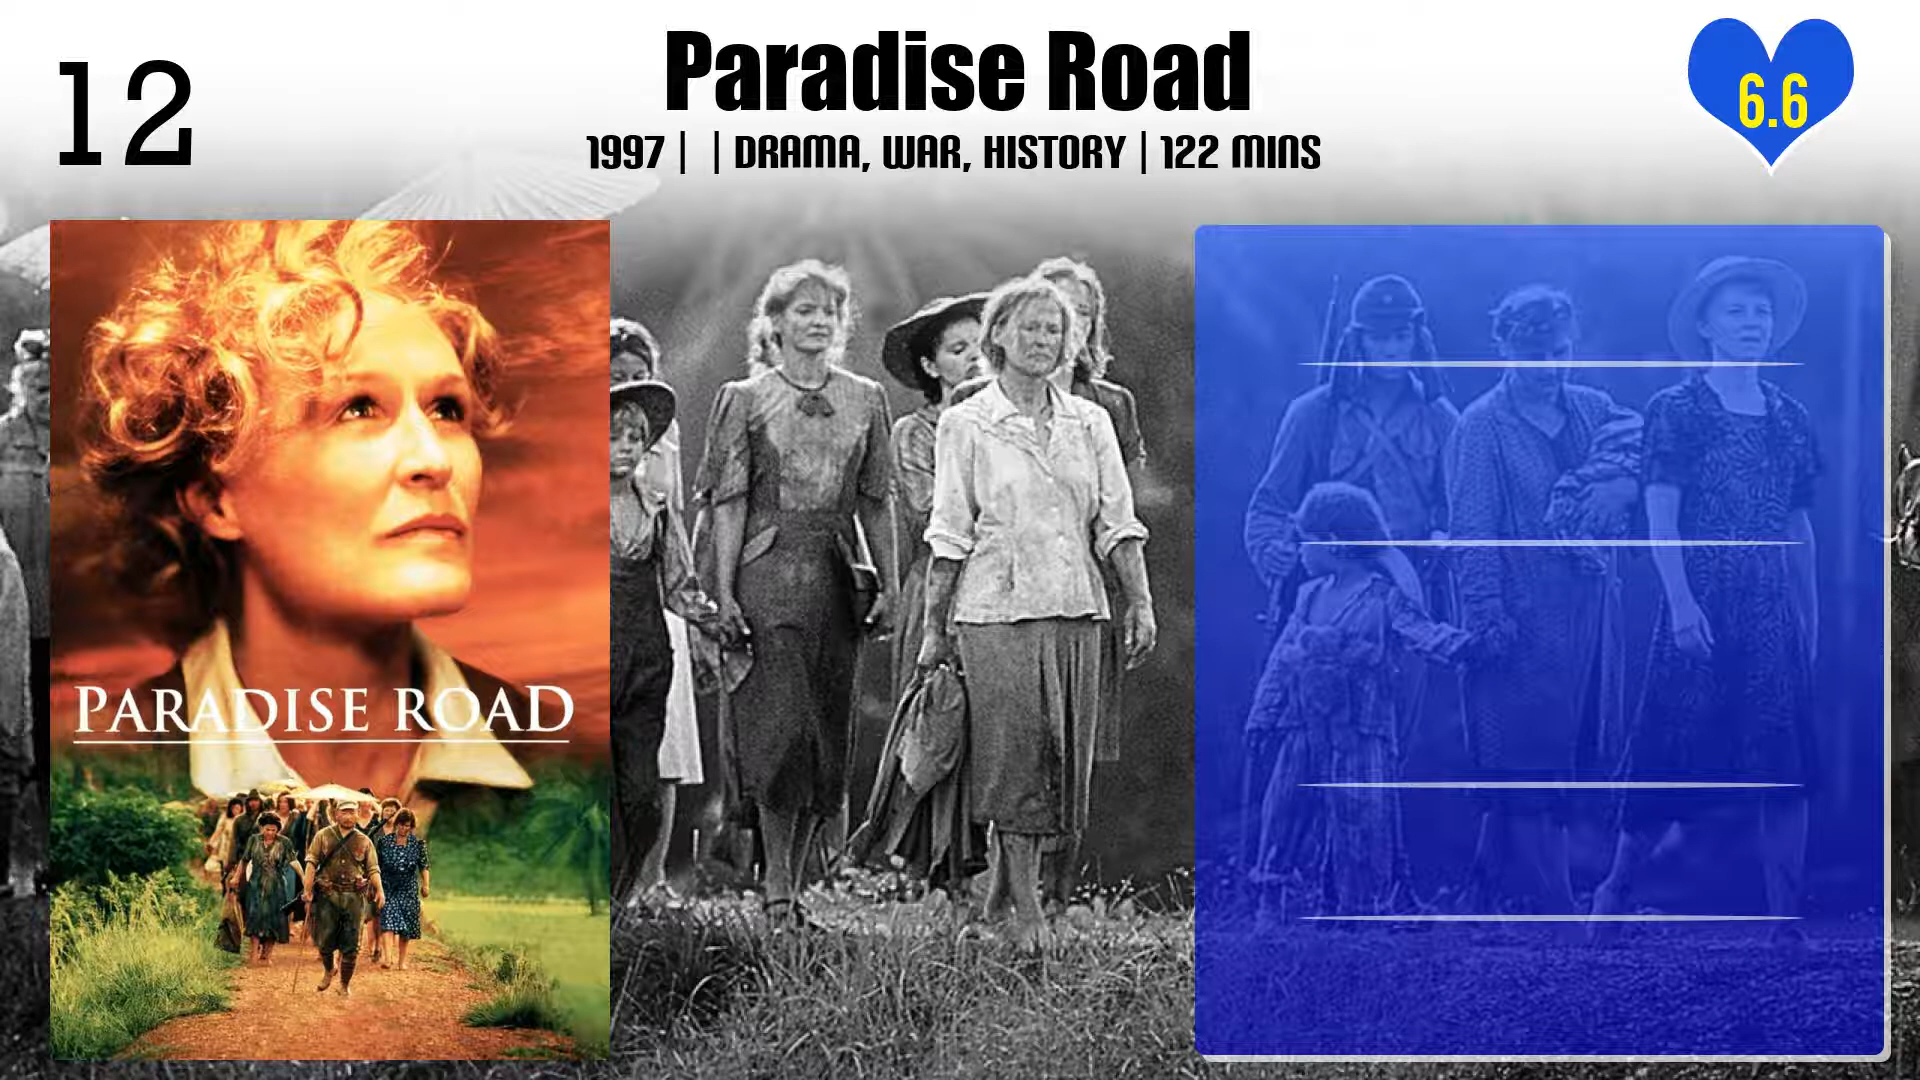 12
Paradise Road
1997 | | DRAMA, WAR, HISTORY | 122 MINS
6.6
PARADISE ROAD